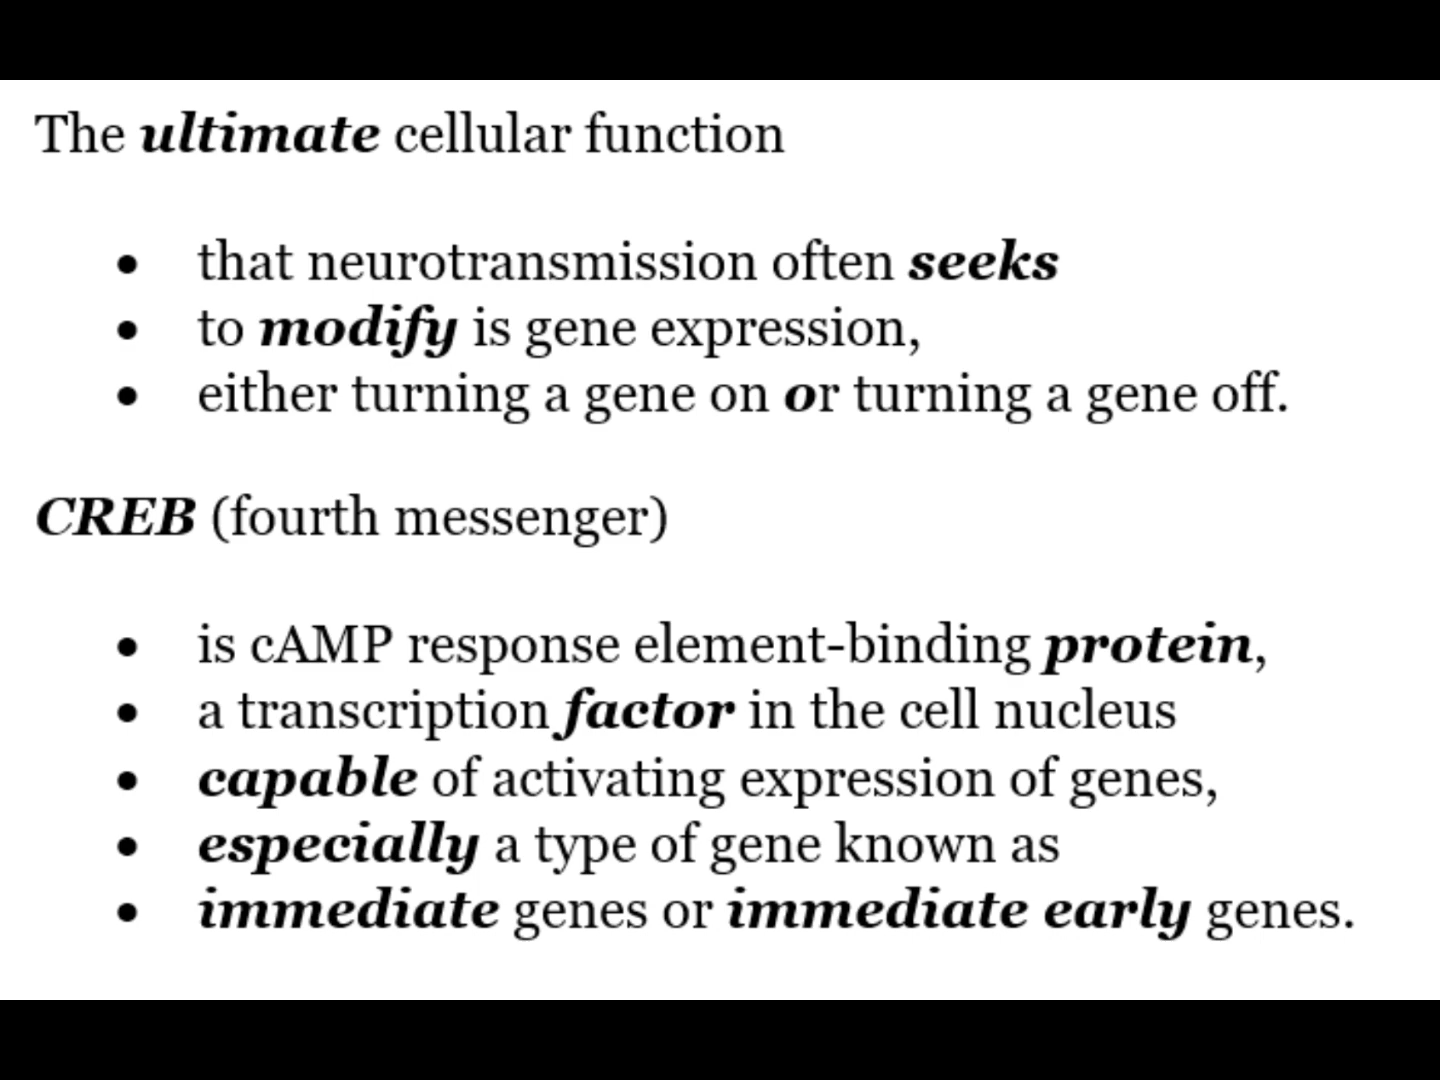 The ultimate cellular function
• that neurotransmission often seeks
• to modify is gene expression,
• either turning a gene on or turning a gene off.
CREB (fourth messenger)
• is cAMP response element-binding protein,
• a transcription factor in the cell nucleus
• capable of activating expression of genes,
• especially a type of gene known as
• immediate genes or immediate early genes.